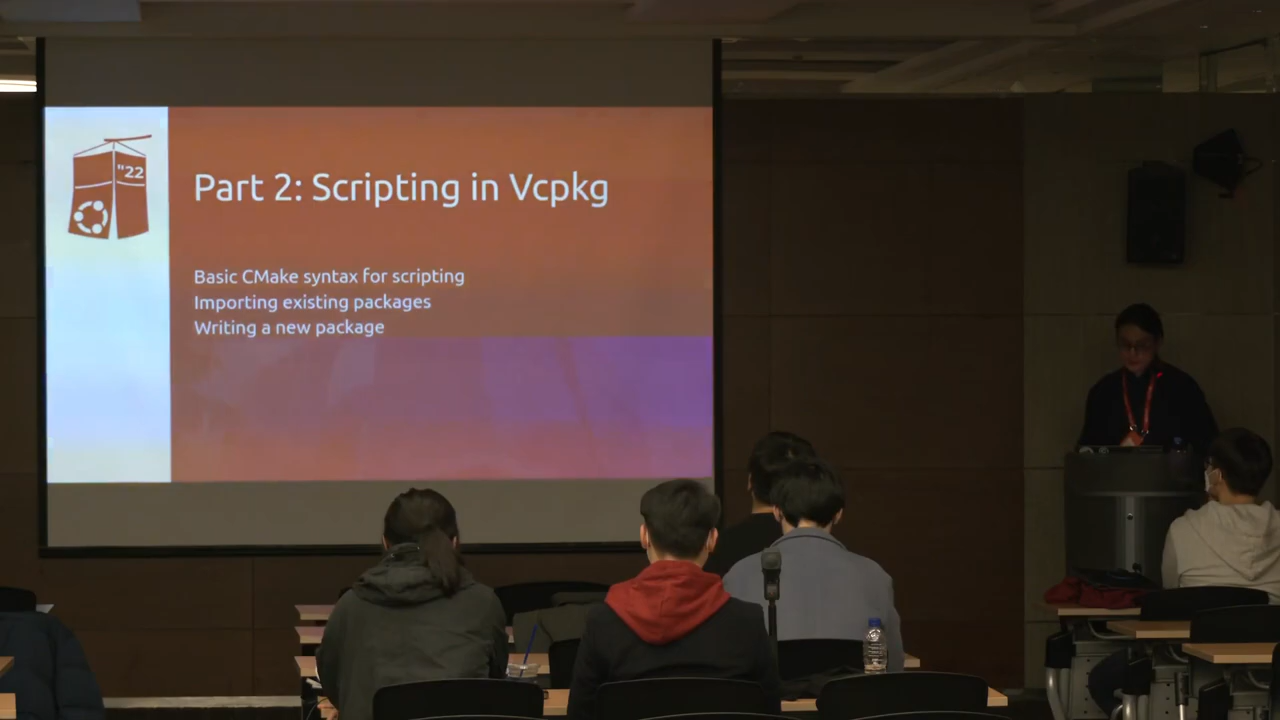 "22
Part 2: Scripting in Vcpkg
Basic CMake syntax for scripting
Importing existing packages
Writing a new package